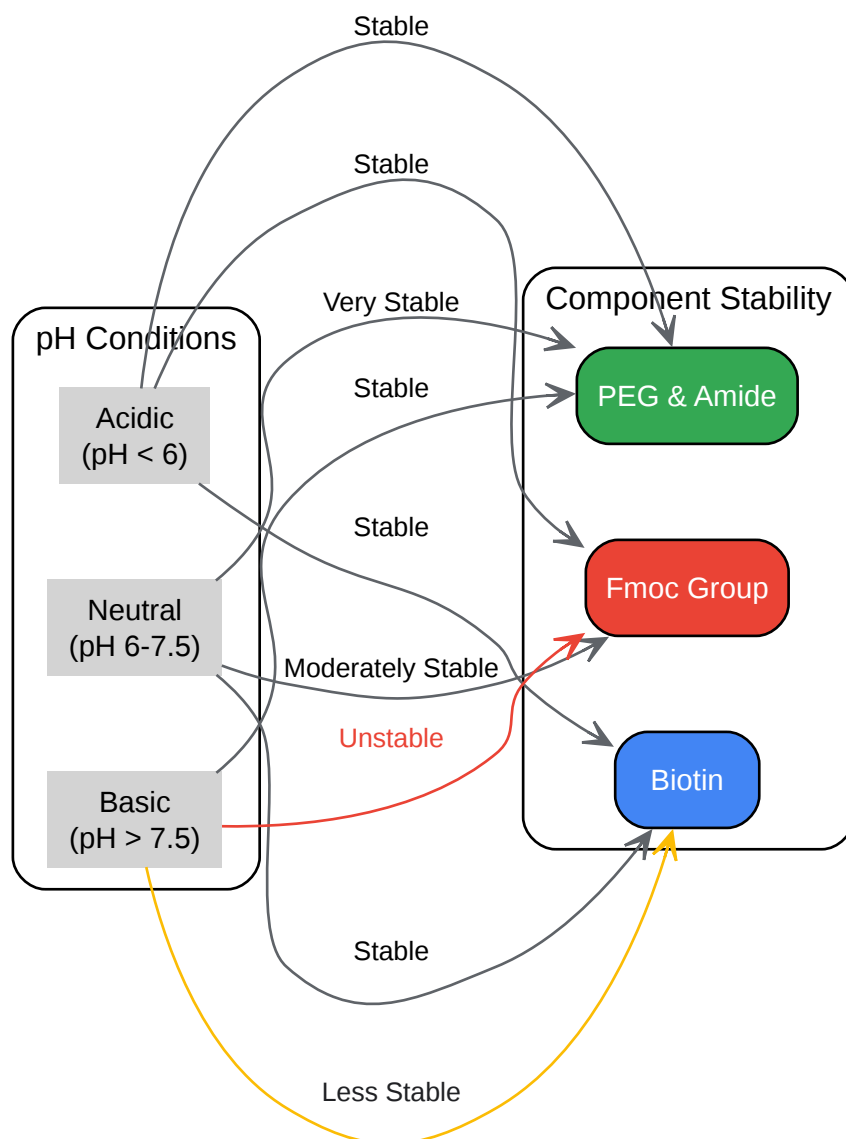 Stable
Stable
Very Stable
Component Stability
pH Conditions
Stable
PEG & Amide
Acidic
(pH < 6)
Stable
Fmoc Group
Neutral
(pH 6-7.5)
Moderately Stable
Unstable
Biotin
Basic
(pH > 7.5)
Stable
Less Stable